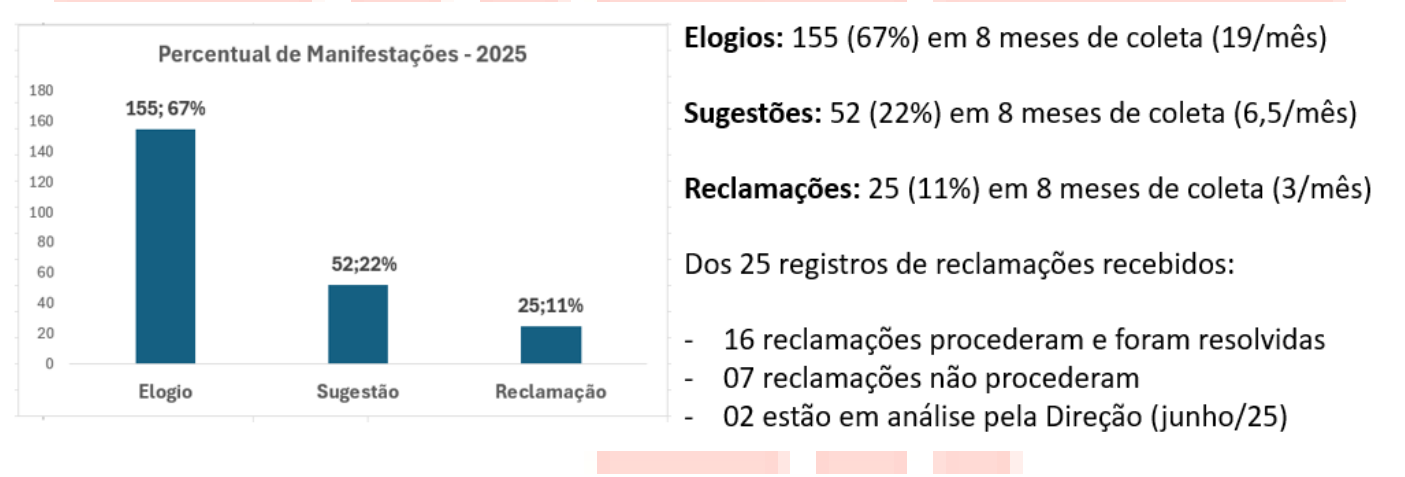 Percentual de Manifestações - 2025
180
160
140
120
100
80
60
40
20
0
155; 67%
52;22%
25;11%
Elogio
Sugestão
Reclamação
Elogios: 155 (67%) em 8 meses de coleta (19/mês)
Sugestões: 52 (22%) em 8 meses de coleta (6,5/mês)
Reclamações: 25 (11%) em 8 meses de coleta (3/mês)
Dos 25 registros de reclamações recebidos:
- 16 reclamações procederam e foram resolvidas
- 07 reclamações não procederam
- 02 estão em análise pela Direção (junho/25)